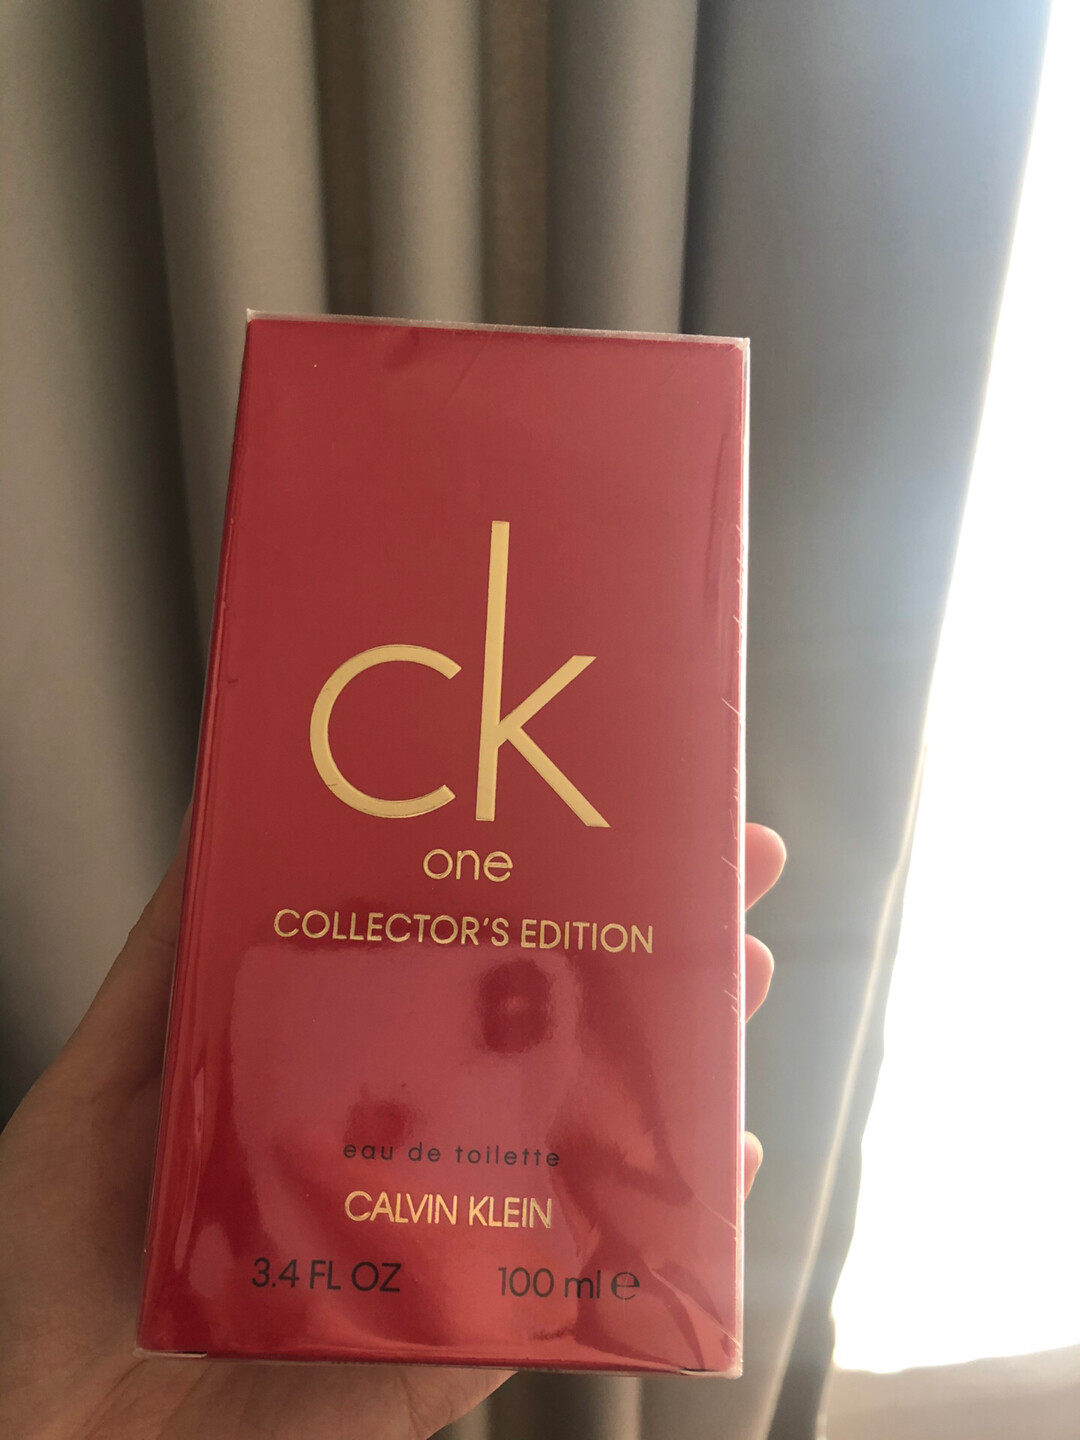 ck
one
COLLECTOR'S EDITION
eau de toilette
CALVIN KLEIN
3.4 FL OZ 100 ml ℮